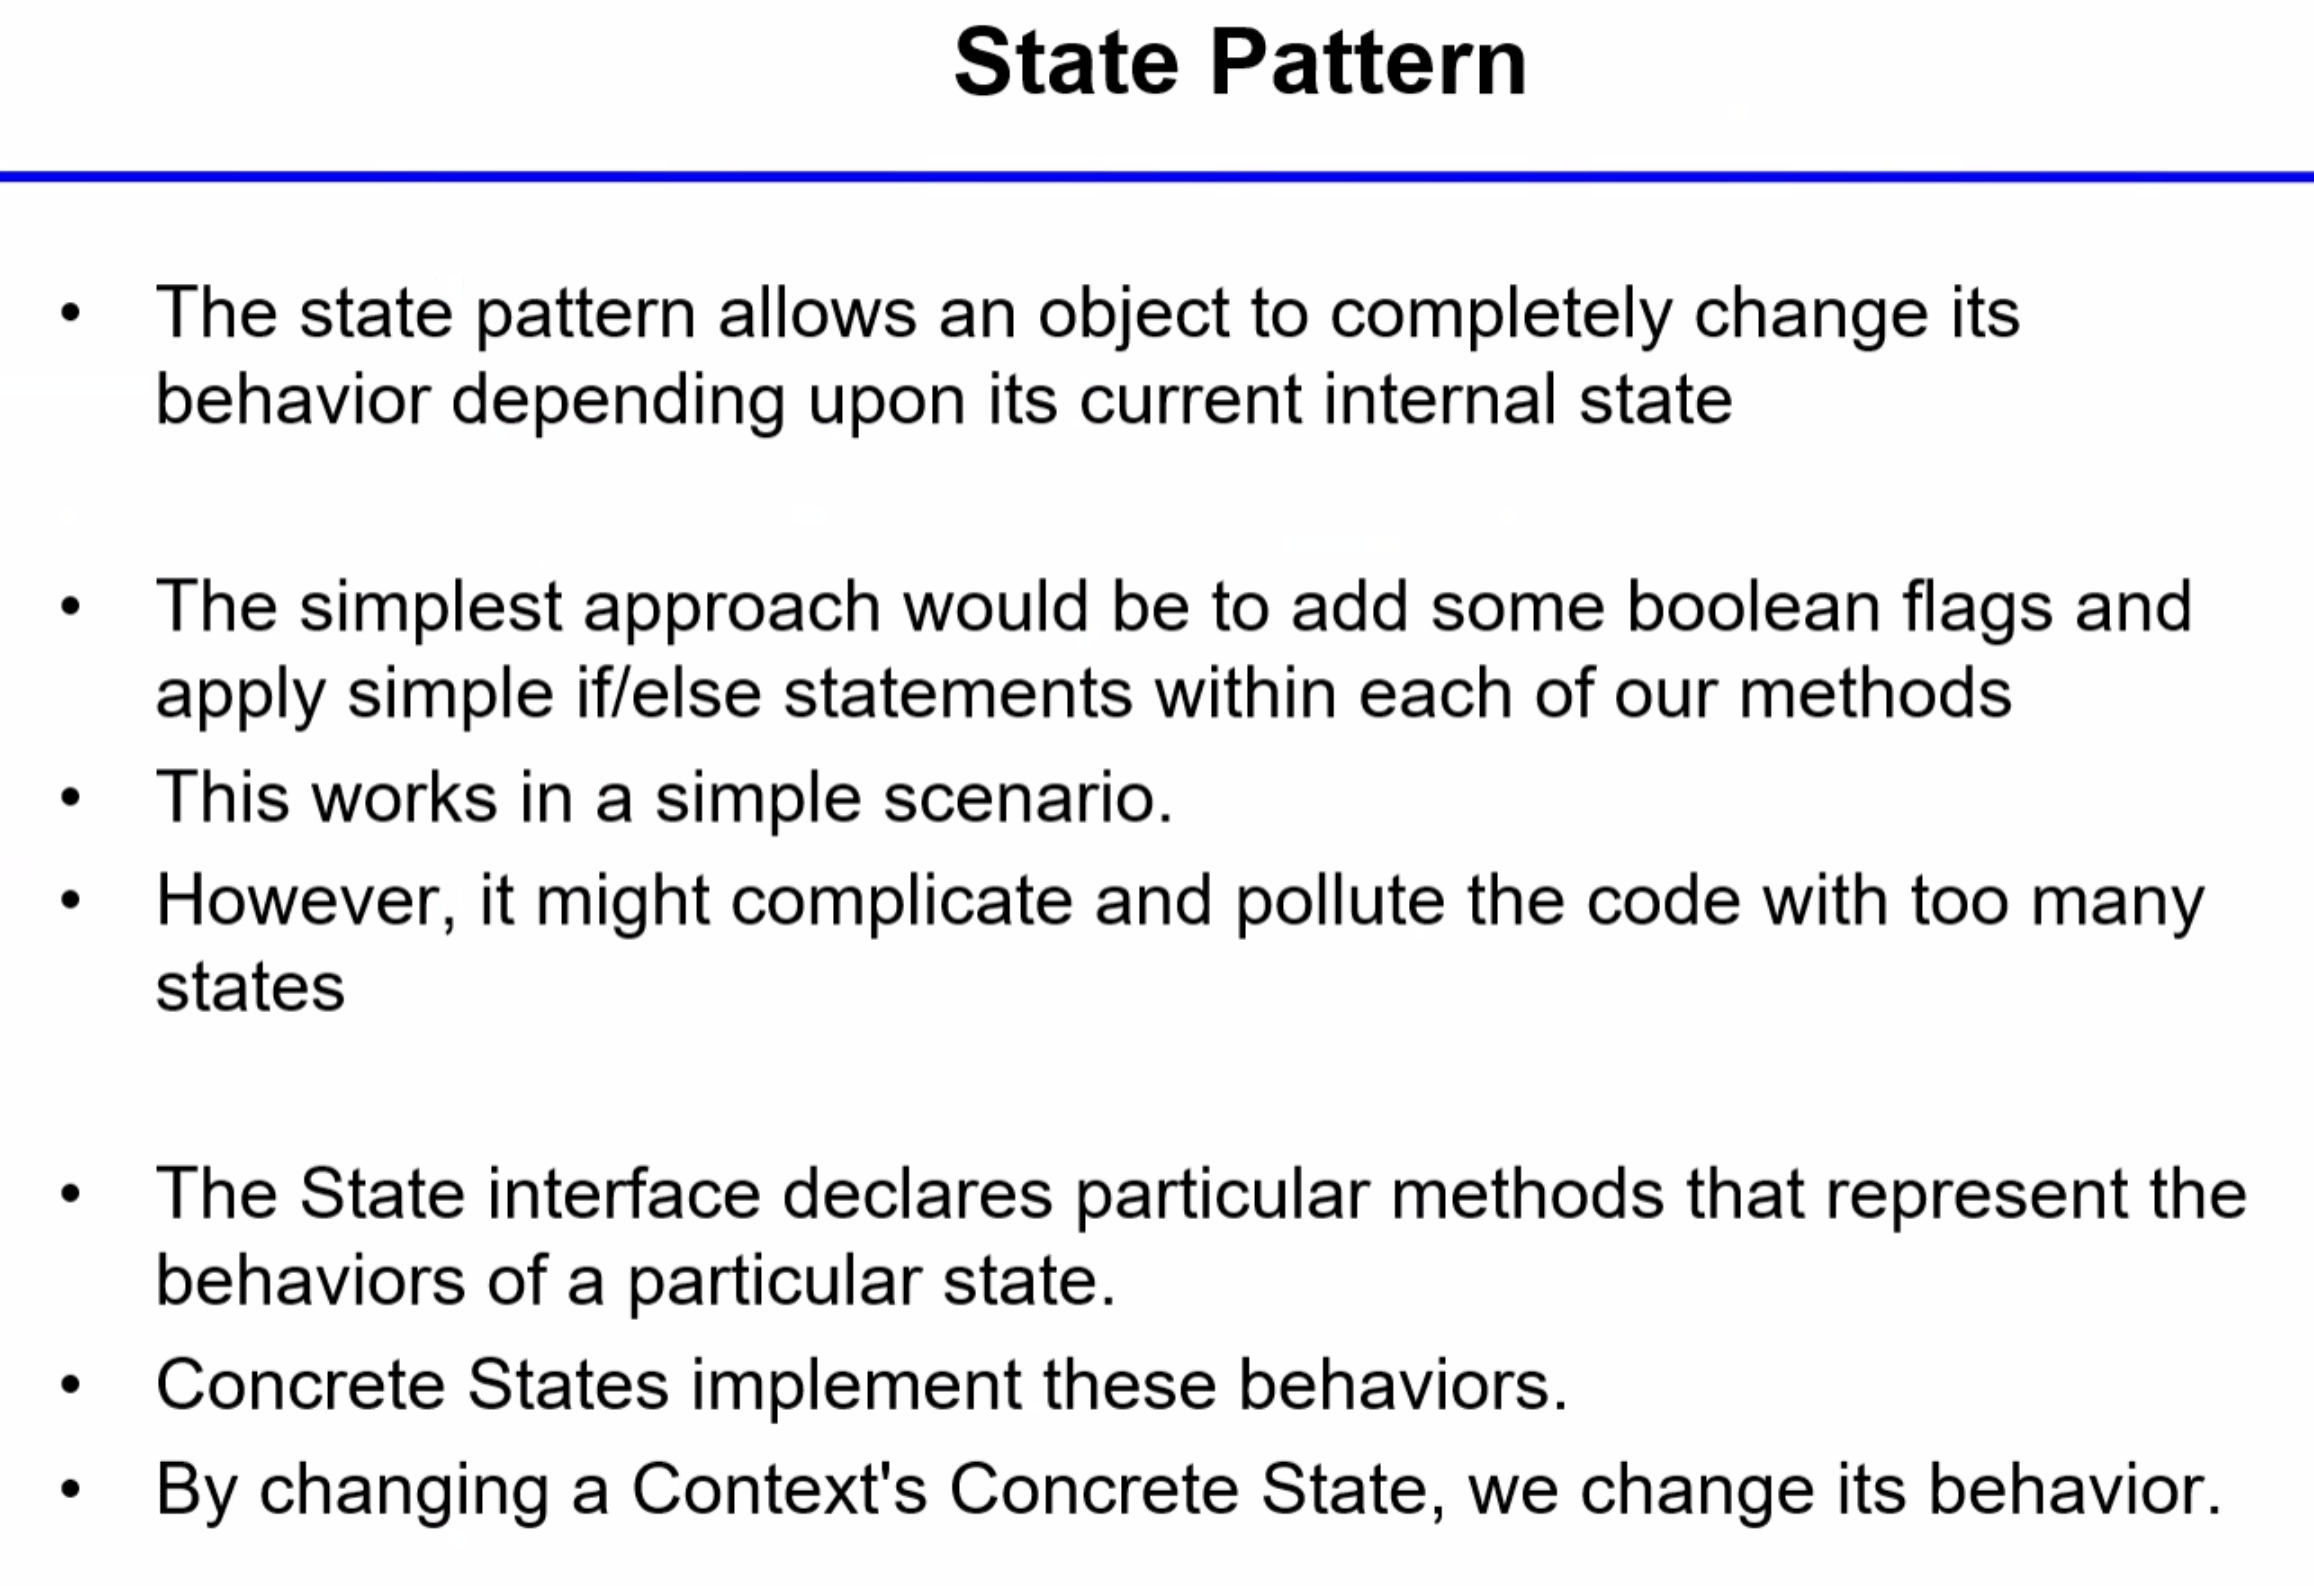 State Pattern
• The state pattern allows an object to completely change its
behavior depending upon its current internal state
• The simplest approach would be to add some boolean flags and
apply simple if/else statements within each of our methods
• This works in a simple scenario.
• However, it might complicate and pollute the code with too many
states
• The State interface declares particular methods that represent the
behaviors of a particular state.
• Concrete States implement these behaviors.
• By changing a Context's Concrete State, we change its behavior.